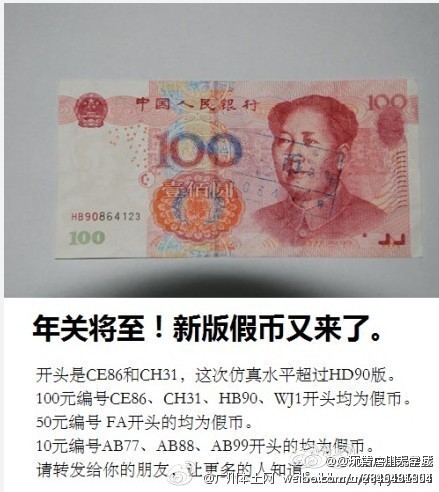 中国人民银行
100
100
壹佰圆
HB90864123
100
年关将至！新版假币又来了。
开头是CE86和CH31，这次仿真水平超过HD90版。
100元编号CE86、CH31、HB90、WJ1开头均为假币。
50元编号 FA开头的均为假币。
10元编号AB77、AB88、AB99开头的均为假币。
请转发给你的朋友，让更多的人知道。
@广州本土网